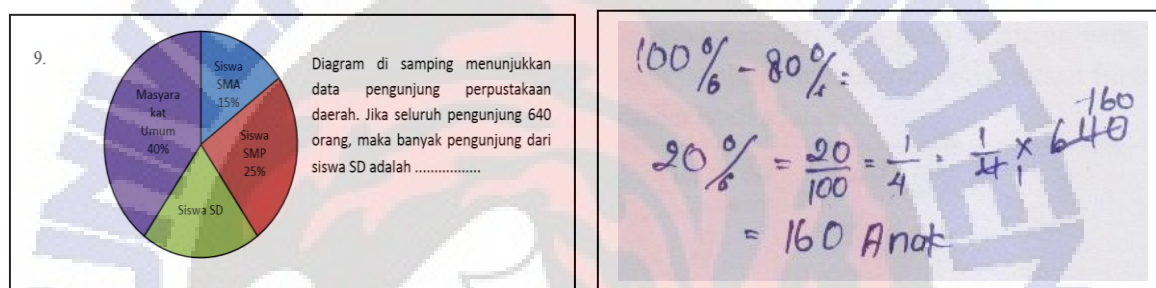 9.
Siswa
SMA
15%
Masyara
kat
Umum
40%
Siswa
SMP
25%
Siswa SD
Diagram di samping menunjukkan
data pengunjung perpustakaan
daerah. Jika seluruh pengunjung 640
orang, maka banyak pengunjung dari
siswa SD adalah .................
100% - 80% =
160
20% = 20/100 = 1/4 = 1/4 x 640
1
= 160 Anak